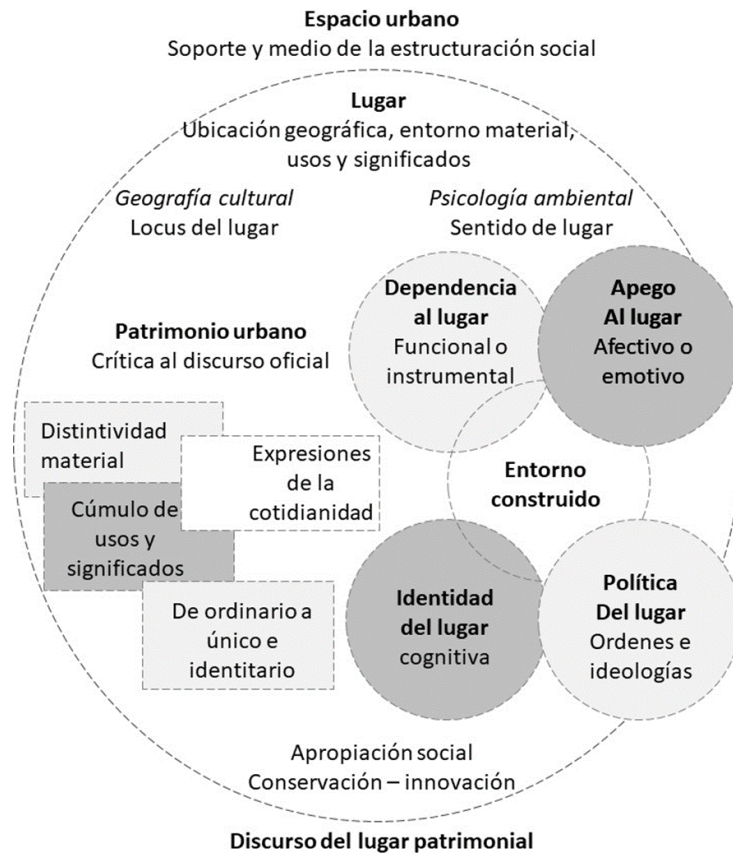 Espacio urbano
Soporte y medio de la estructuración social
Lugar
Ubicación geográfica, entorno material,
usos y significados
Geografía cultural
Locus del lugar
Psicología ambiental
Sentido de lugar
Patrimonio urbano
Crítica al discurso oficial
Distintividad
material
Expresiones
de la
cotidianidad
Cúmulo de
usos y
significados
De ordinario a
único e
identitario
Dependencia
al lugar
Funcional o
instrumental
Apego
Al lugar
Afectivo o
emotivo
Entorno
construido
Identidad
del lugar
cognitiva
Política
Del lugar
Ordenes e
ideologías
Apropiación social
Conservación – innovación
Discurso del lugar patrimonial